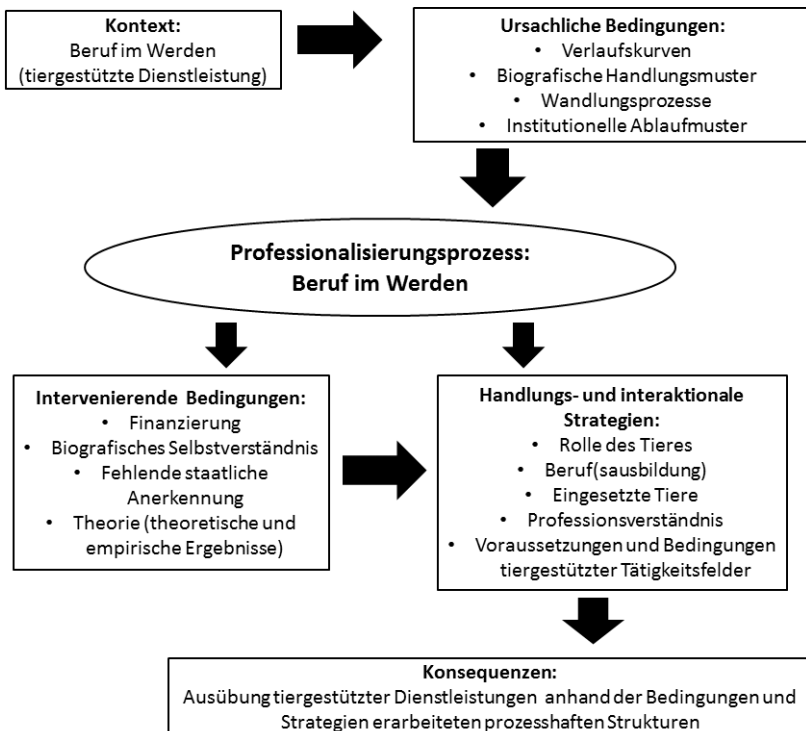 Kontext:
Beruf im Werden
(tiergestützte Dienstleistung)
Ursachliche Bedingungen:
• Verlaufskurven
• Biografische Handlungsmuster
• Wandlungsprozesse
• Institutionelle Ablaufmuster
Professionalisierungsprozess:
Beruf im Werden
Intervenierende Bedingungen:
• Finanzierung
• Biografisches Selbstverständnis
• Fehlende staatliche
Anerkennung
• Theorie (theoretische und
empirische Ergebnisse)
Handlungs- und interaktionale
Strategien:
• Rolle des Tieres
• Beruf(sausbildung)
• Eingesetzte Tiere
• Professionsverständnis
• Voraussetzungen und Bedingungen
tiergestützter Tätigkeitsfelder
Konsequenzen:
Ausübung tiergestützter Dienstleistungen anhand der Bedingungen und
Strategien erarbeiteten prozesshaften Strukturen